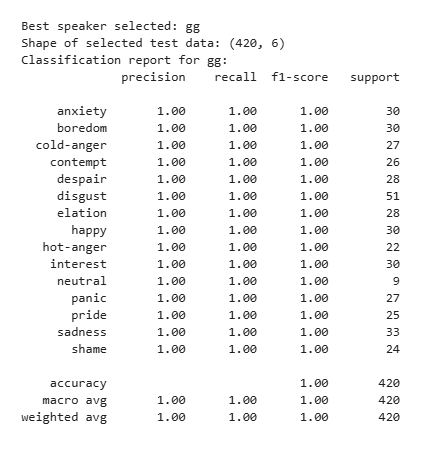 Best speaker selected: gg
Shape of selected test data: (420, 6)
Classification report for gg:
precision recall f1-score support
anxiety 1.00 1.00 1.00 30
boredom 1.00 1.00 1.00 30
cold-anger 1.00 1.00 1.00 27
contempt 1.00 1.00 1.00 26
despair 1.00 1.00 1.00 28
disgust 1.00 1.00 1.00 51
elation 1.00 1.00 1.00 28
happy 1.00 1.00 1.00 30
hot-anger 1.00 1.00 1.00 22
interest 1.00 1.00 1.00 30
neutral 1.00 1.00 1.00 9
panic 1.00 1.00 1.00 27
pride 1.00 1.00 1.00 25
sadness 1.00 1.00 1.00 33
shame 1.00 1.00 1.00 24
accuracy 1.00 420
macro avg 1.00 1.00 1.00 420
weighted avg 1.00 1.00 1.00 420